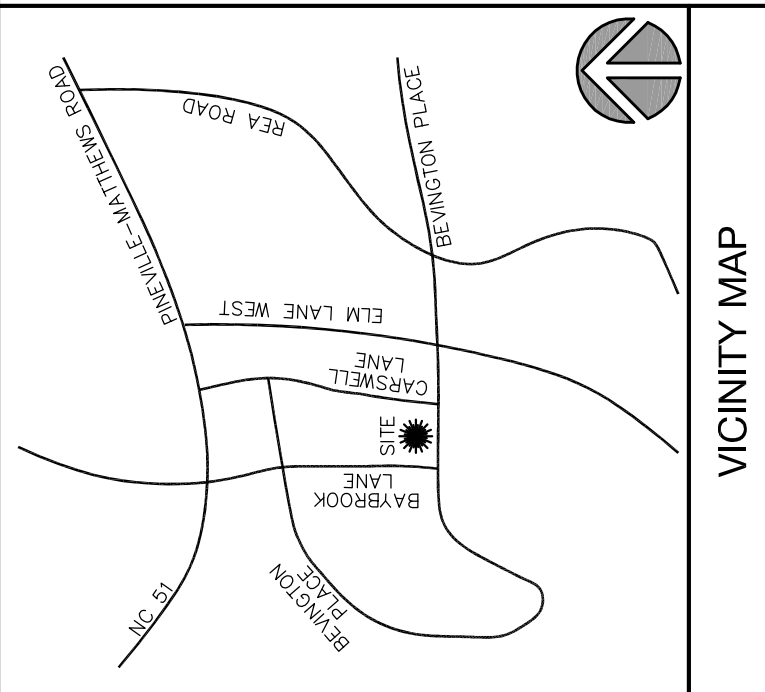 PINEVILLE-MATTHEWS ROAD
REA ROAD
BEVINGTON PLACE
ELM LANE WEST
CARSWELL
LANE
SITE
BAYBROOK
LANE
BEVINGTON
PLACE
NC 51
VICINITY MAP